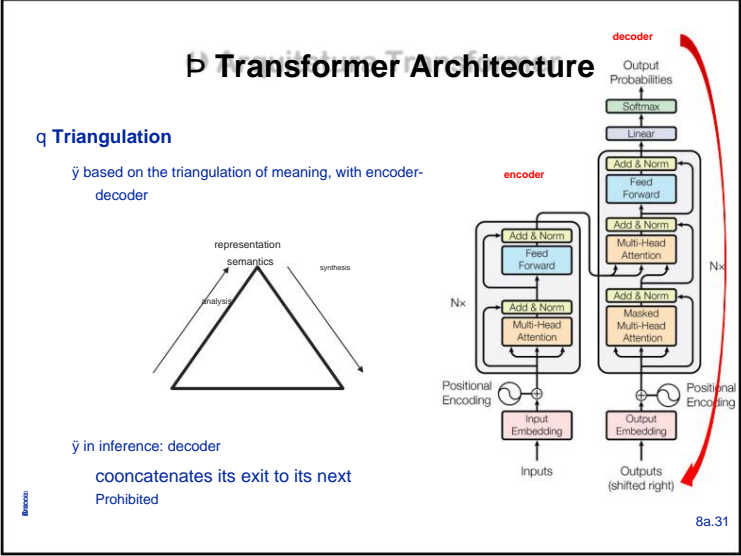 Þ Transformer Architecture
q Triangulation
ÿ based on the triangulation of meaning, with encoder-
decoder
representation
semantics
synthesis
analysis
ÿ in inference: decoder
cooncatenates its exit to its next
Prohibited
encoder
decoder
Output
Probabilities
Softmax
Linear
Add & Norm
Feed
Forward
Add & Norm
Multi-Head
Attention
Add & Norm
Masked
Multi-Head
Attention
Nx
Add & Norm
Feed
Forward
Add & Norm
Multi-Head
Attention
Nx
Positional
Encoding
Positional
Encoding
Input
Embedding
Output
Embedding
Inputs
Outputs
(shifted right)
8a.31